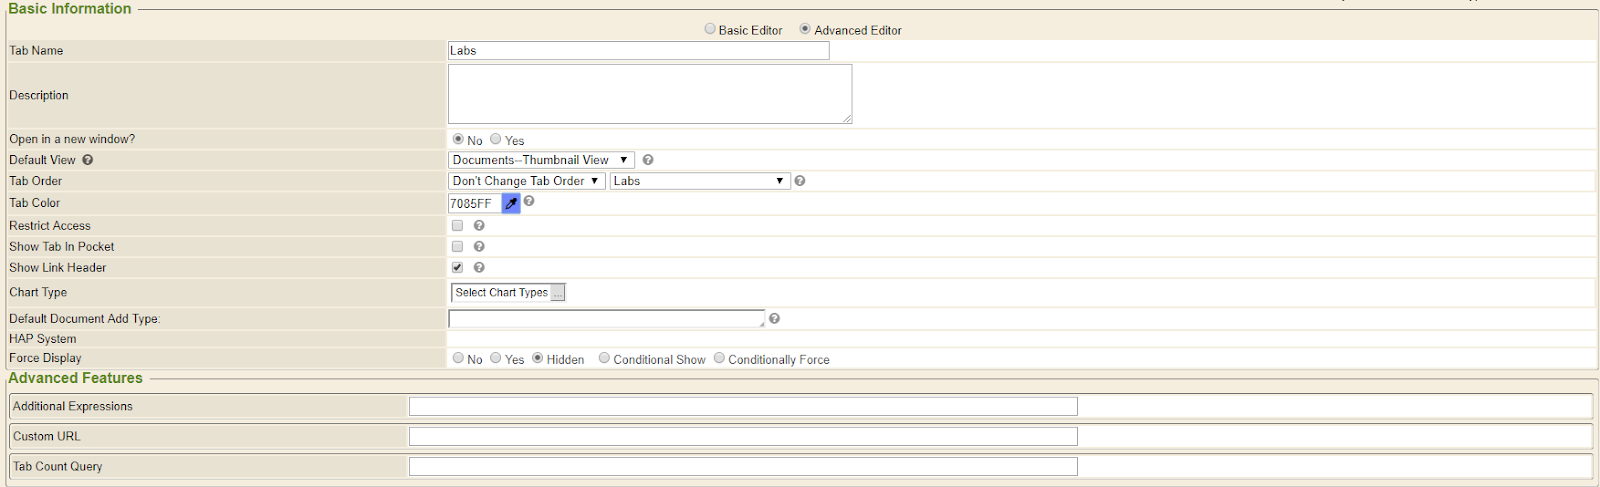 Basic Information
Basic Editor Advanced Editor
Tab Name Labs
Description
Open in a new window? No Yes
Default View ? Documents--Thumbnail View ▼ ?
Tab Order Don't Change Tab Order ▼ Labs ▼ ?
Tab Color 7085FF ?
Restrict Access ?
Show Tab In Pocket ?
Show Link Header ?
Chart Type Select Chart Types ...
Default Document Add Type: ?
HAP System
Force Display No Yes Hidden Conditional Show Conditionally Force
Advanced Features
Additional Expressions
Custom URL
Tab Count Query